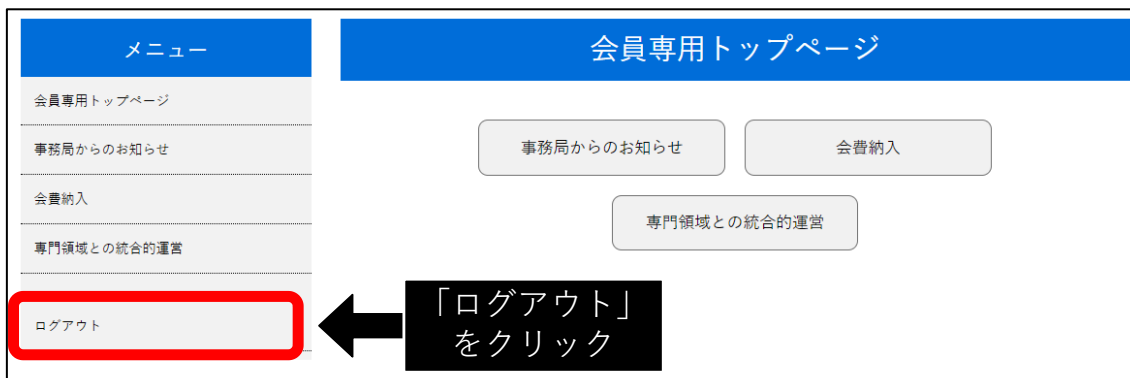 メニュー
会員専用トップページ
事務局からのお知らせ
会費納入
専門領域との統合的運営
ログアウト
会員専用トップページ
事務局からのお知らせ
会費納入
専門領域との統合的運営
「ログアウト」
をクリック